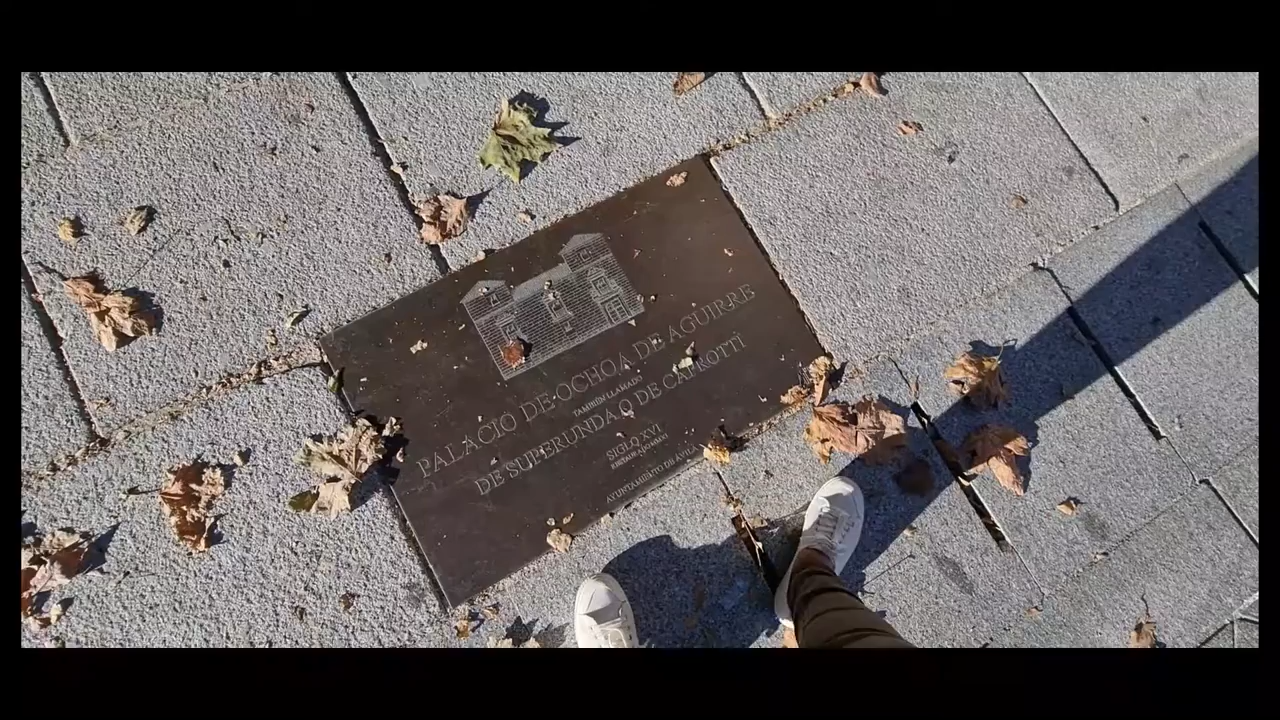 PALACIO DE OCHOA DE AGUIRRE
TAMBIÉN LLAMADO
DE SUPERUNDA O DE CAPROTTI
SIGLO XVI
AYUNTAMIENTO DE ÁVILA